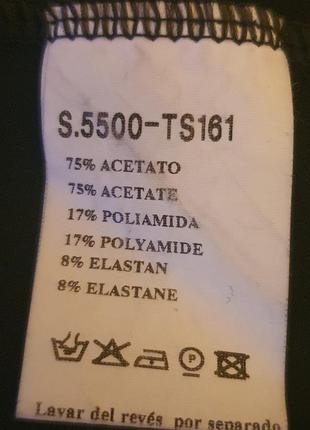 S.5500-TS161
75% ACETATO
75% ACETATE
17% POLIAMIDA
17% POLYAMIDE
8% ELASTAN
8% ELASTANE
P
Lavar del revés por separado